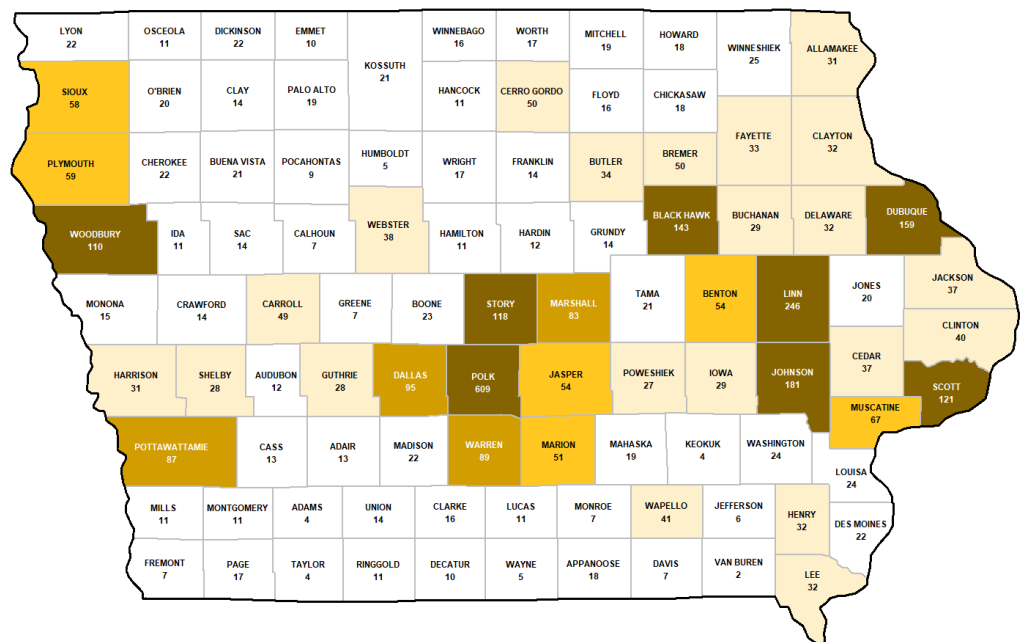 LYON
22
OSCEOLA
11
DICKINSON
22
EMMET
10
WINNEBAGO
16
WORTH
17
MITCHELL
19
HOWARD
18
WINNESHIEK
25
ALLAMAKEE
31
KOSSUTH
21
SIOUX
58
O'BRIEN
20
CLAY
14
PALO ALTO
19
HANCOCK
11
CERRO GORDO
50
FLOYD
16
CHICKASAW
18
FAYETTE
33
CLAYTON
32
PLYMOUTH
59
CHEROKEE
22
BUENA VISTA
21
POCAHONTAS
9
HUMBOLDT
5
WRIGHT
17
FRANKLIN
14
BUTLER
34
BREMER
50
WOODBURY
110
IDA
11
SAC
14
CALHOUN
7
WEBSTER
38
HAMILTON
11
HARDIN
12
GRUNDY
14
BLACK HAWK
143
BUCHANAN
29
DELAWARE
32
DUBUQUE
159
MONONA
15
CRAWFORD
14
CARROLL
49
GREENE
7
BOONE
23
STORY
118
MARSHALL
83
TAMA
21
BENTON
54
LINN
246
JONES
20
JACKSON
37
CLINTON
40
HARRISON
31
SHELBY
28
AUDUBON
12
GUTHRIE
28
DALLAS
95
POLK
609
JASPER
54
POWESHIEK
27
IOWA
29
JOHNSON
181
CEDAR
37
SCOTT
121
MUSCATINE
67
POTTAWATTAMIE
87
CASS
13
ADAIR
13
MADISON
22
WARREN
89
MARION
51
MAHASKA
19
KEOKUK
4
WASHINGTON
24
LOUISA
24
MILLS
11
MONTGOMERY
11
ADAMS
4
UNION
14
CLARKE
16
LUCAS
11
MONROE
7
WAPELLO
41
JEFFERSON
6
HENRY
32
DES MOINES
22
FREMONT
7
PAGE
17
TAYLOR
4
RINGGOLD
11
DECATUR
10
WAYNE
5
APPANOOSE
18
DAVIS
7
VAN BUREN
2
LEE
32